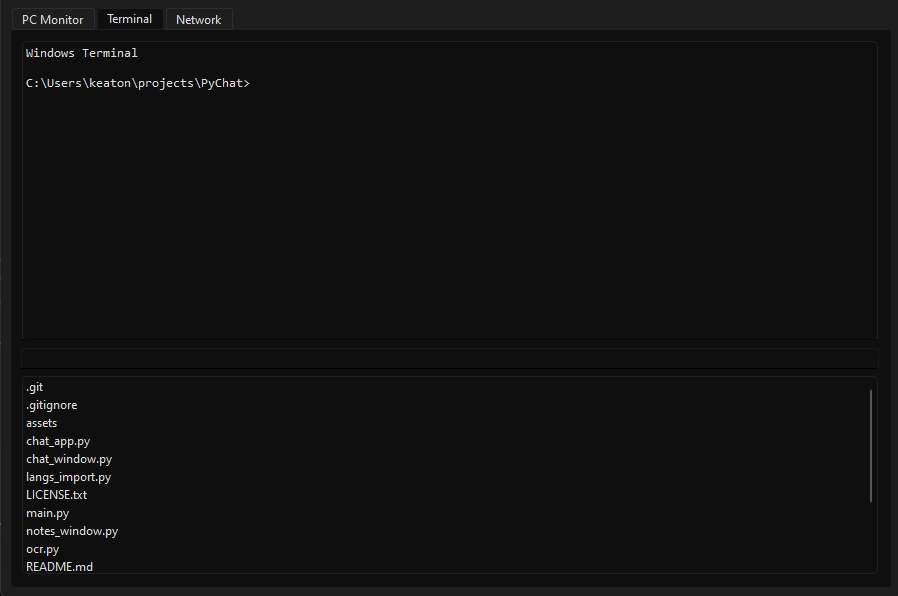 PC Monitor Terminal Network
Windows Terminal
C:\Users\keaton\projects\PyChat>
.git
.gitignore
assets
chat_app.py
chat_window.py
langs_import.py
LICENSE.txt
main.py
notes_window.py
ocr.py
README.md